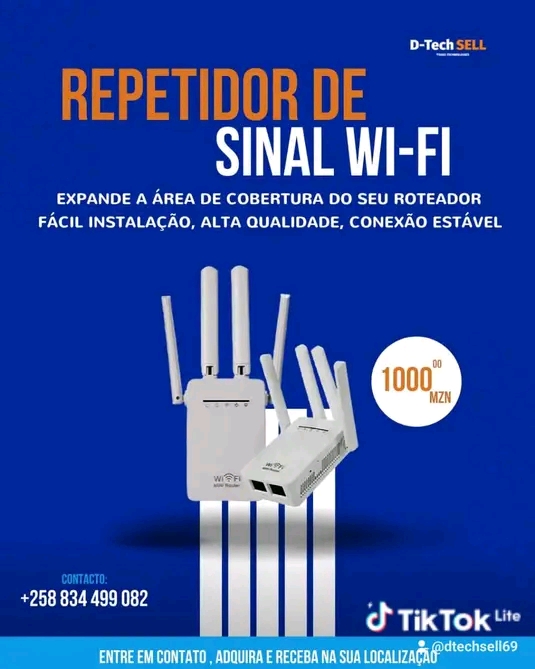 D-Tech SELL
REPETIDOR DE
SINAL WI-FI
EXPANDE A ÁREA DE COBERTURA DO SEU ROTEADOR
FÁCIL INSTALAÇÃO, ALTA QUALIDADE, CONEXÃO ESTÁVEL
1000,00
MZN
WiFi
WiFi
CONTACTO:
+258 834 499 082
TikTok Lite
@dtechsell69
ENTRE EM CONTATO , ADQUIRA E RECEBA NA SUA LOCALIZAÇÃO